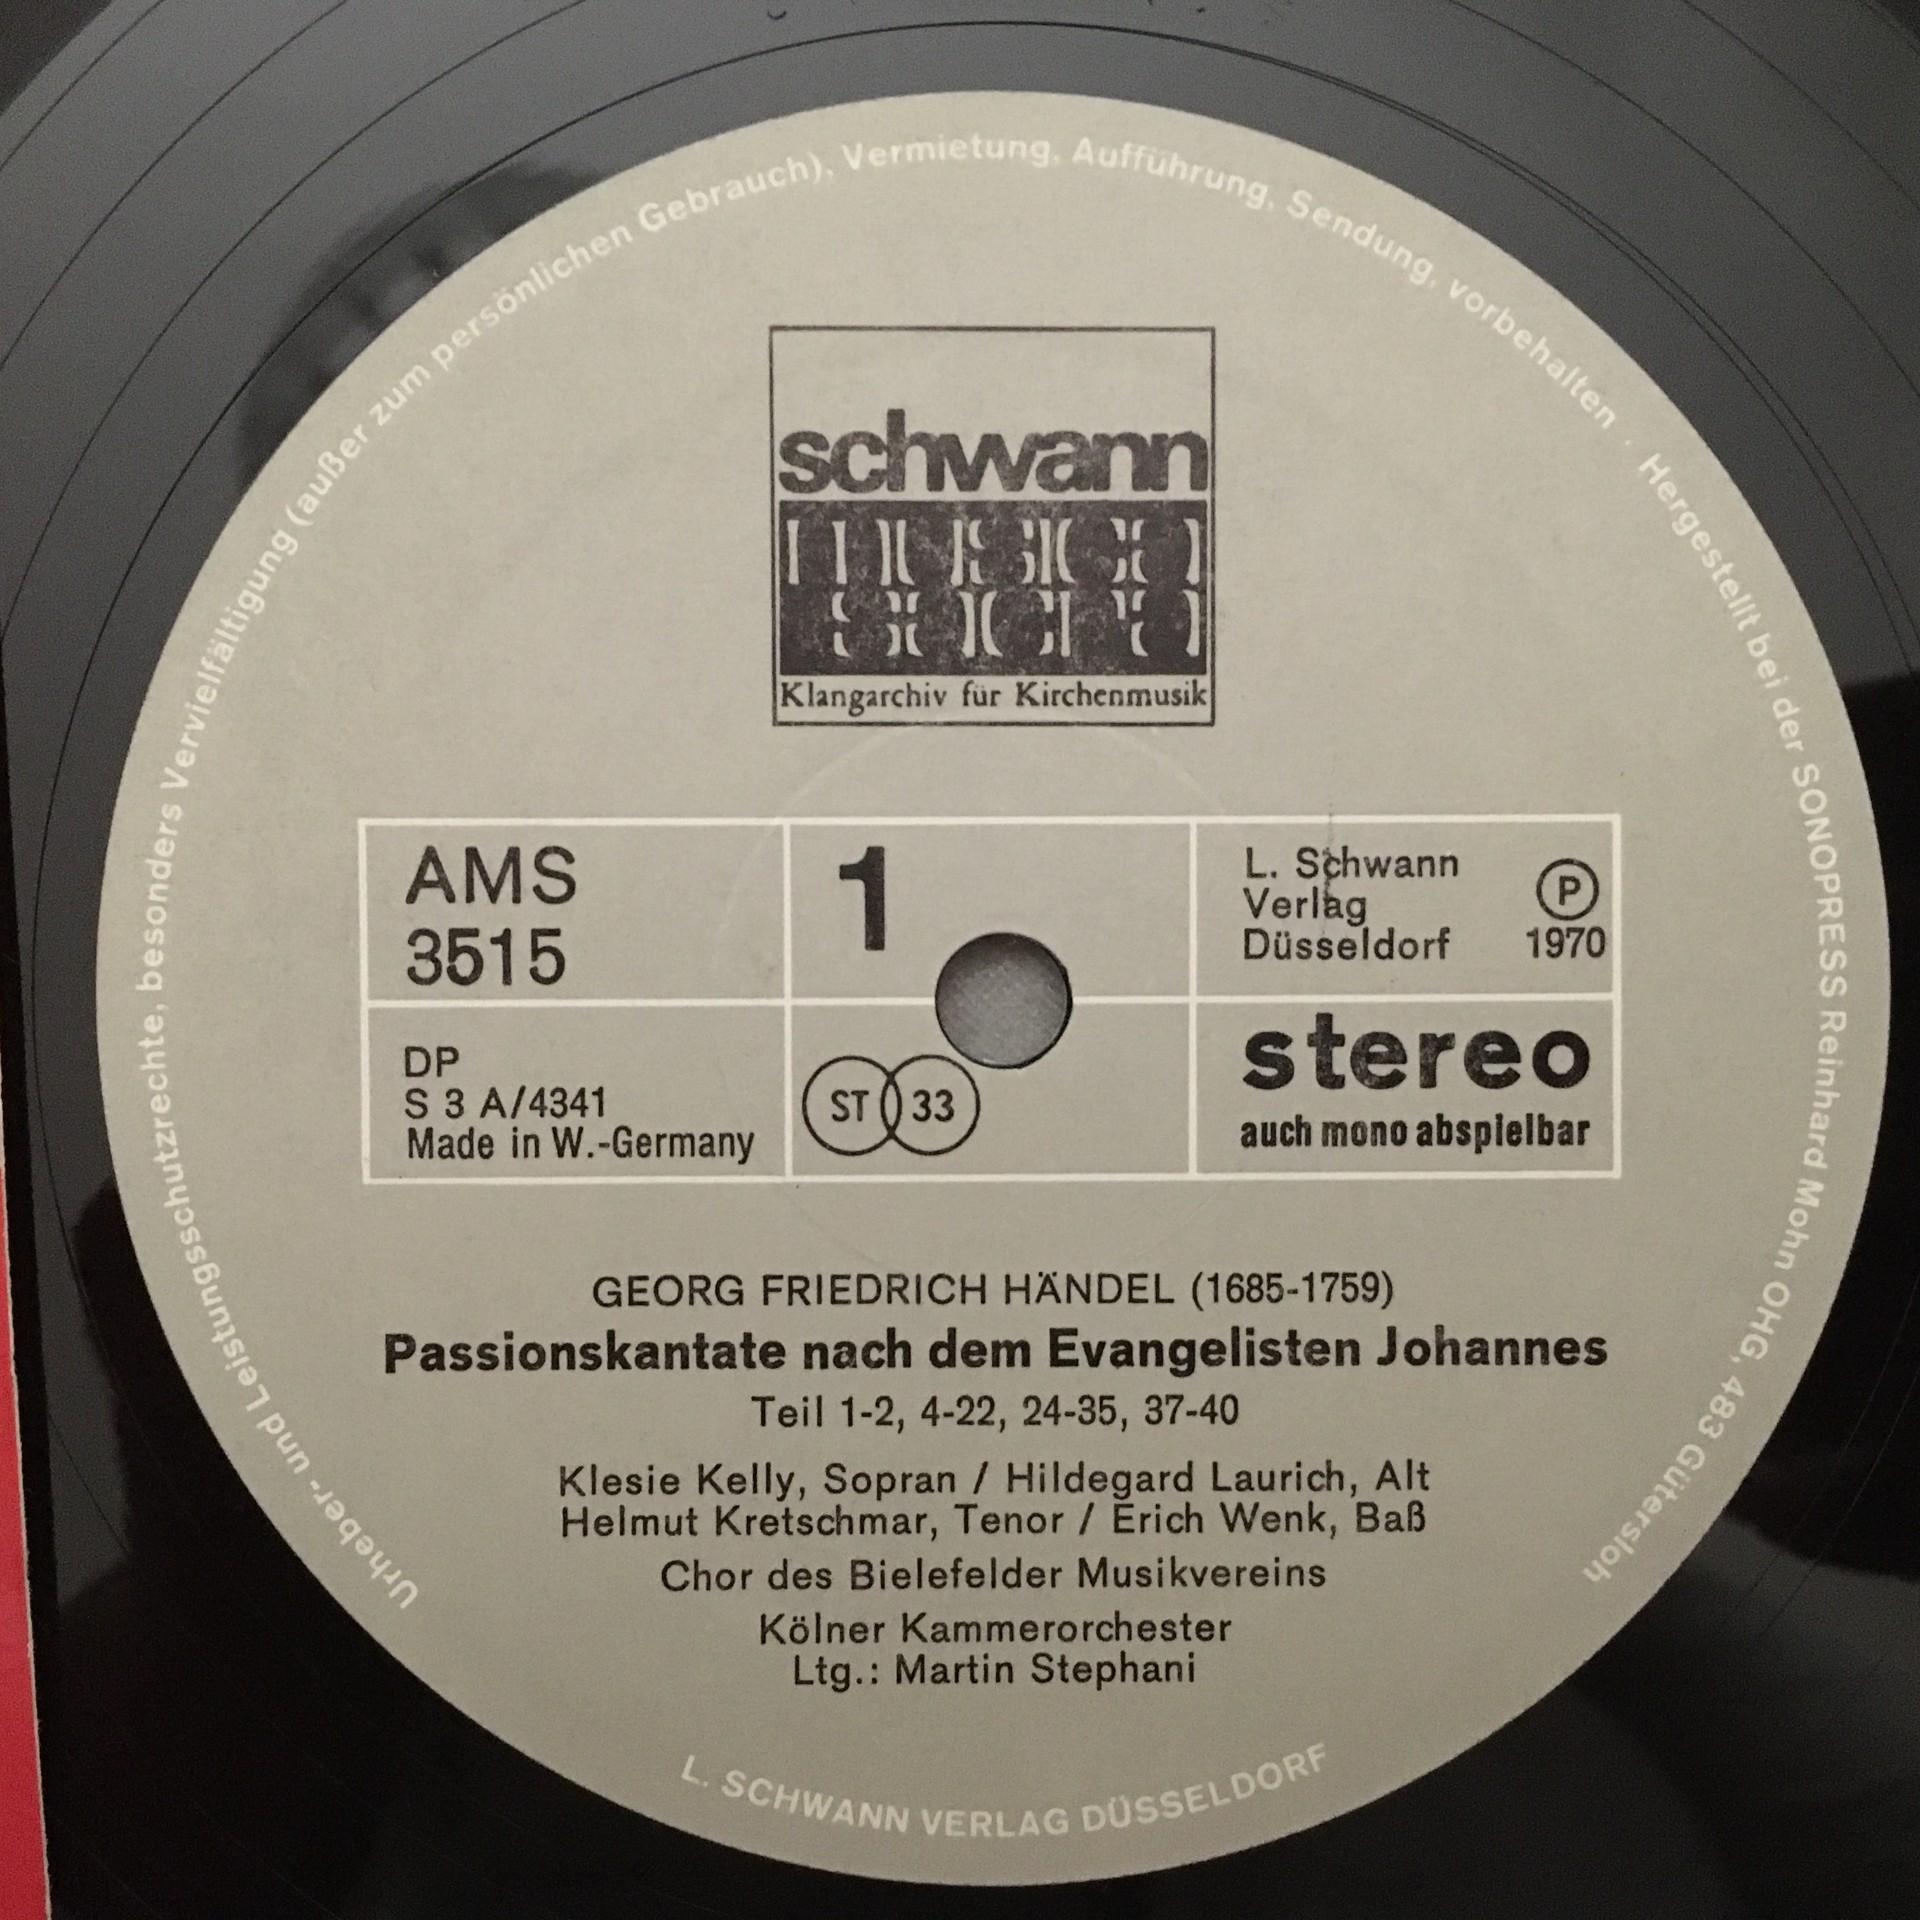 Urheber- und Leistungsschutzrechte, besonders Vervielfältigung (außer zum persönlichen Gebrauch), Vermietung, Aufführung, Sendung, vorbehalten · Hergestellt bei der SONOPRESS Reinhard Mohn OHG, 483 Gütersloh
schwann
MUSICA
SACRA
Klangarchiv für Kirchenmusik
AMS
3515
1
L. Schwann
Verlag
Düsseldorf
Ⓟ
1970
DP
S 3 A/4341
Made in W.-Germany
ST 33
stereo
auch mono abspielbar
GEORG FRIEDRICH HÄNDEL (1685-1759)
Passionskantate nach dem Evangelisten Johannes
Teil 1-2, 4-22, 24-35, 37-40
Klesie Kelly, Sopran / Hildegard Laurich, Alt
Helmut Kretschmar, Tenor / Erich Wenk, Baß
Chor des Bielefelder Musikvereins
Kölner Kammerorchester
Ltg.: Martin Stephani
L. SCHWANN VERLAG DÜSSELDORF